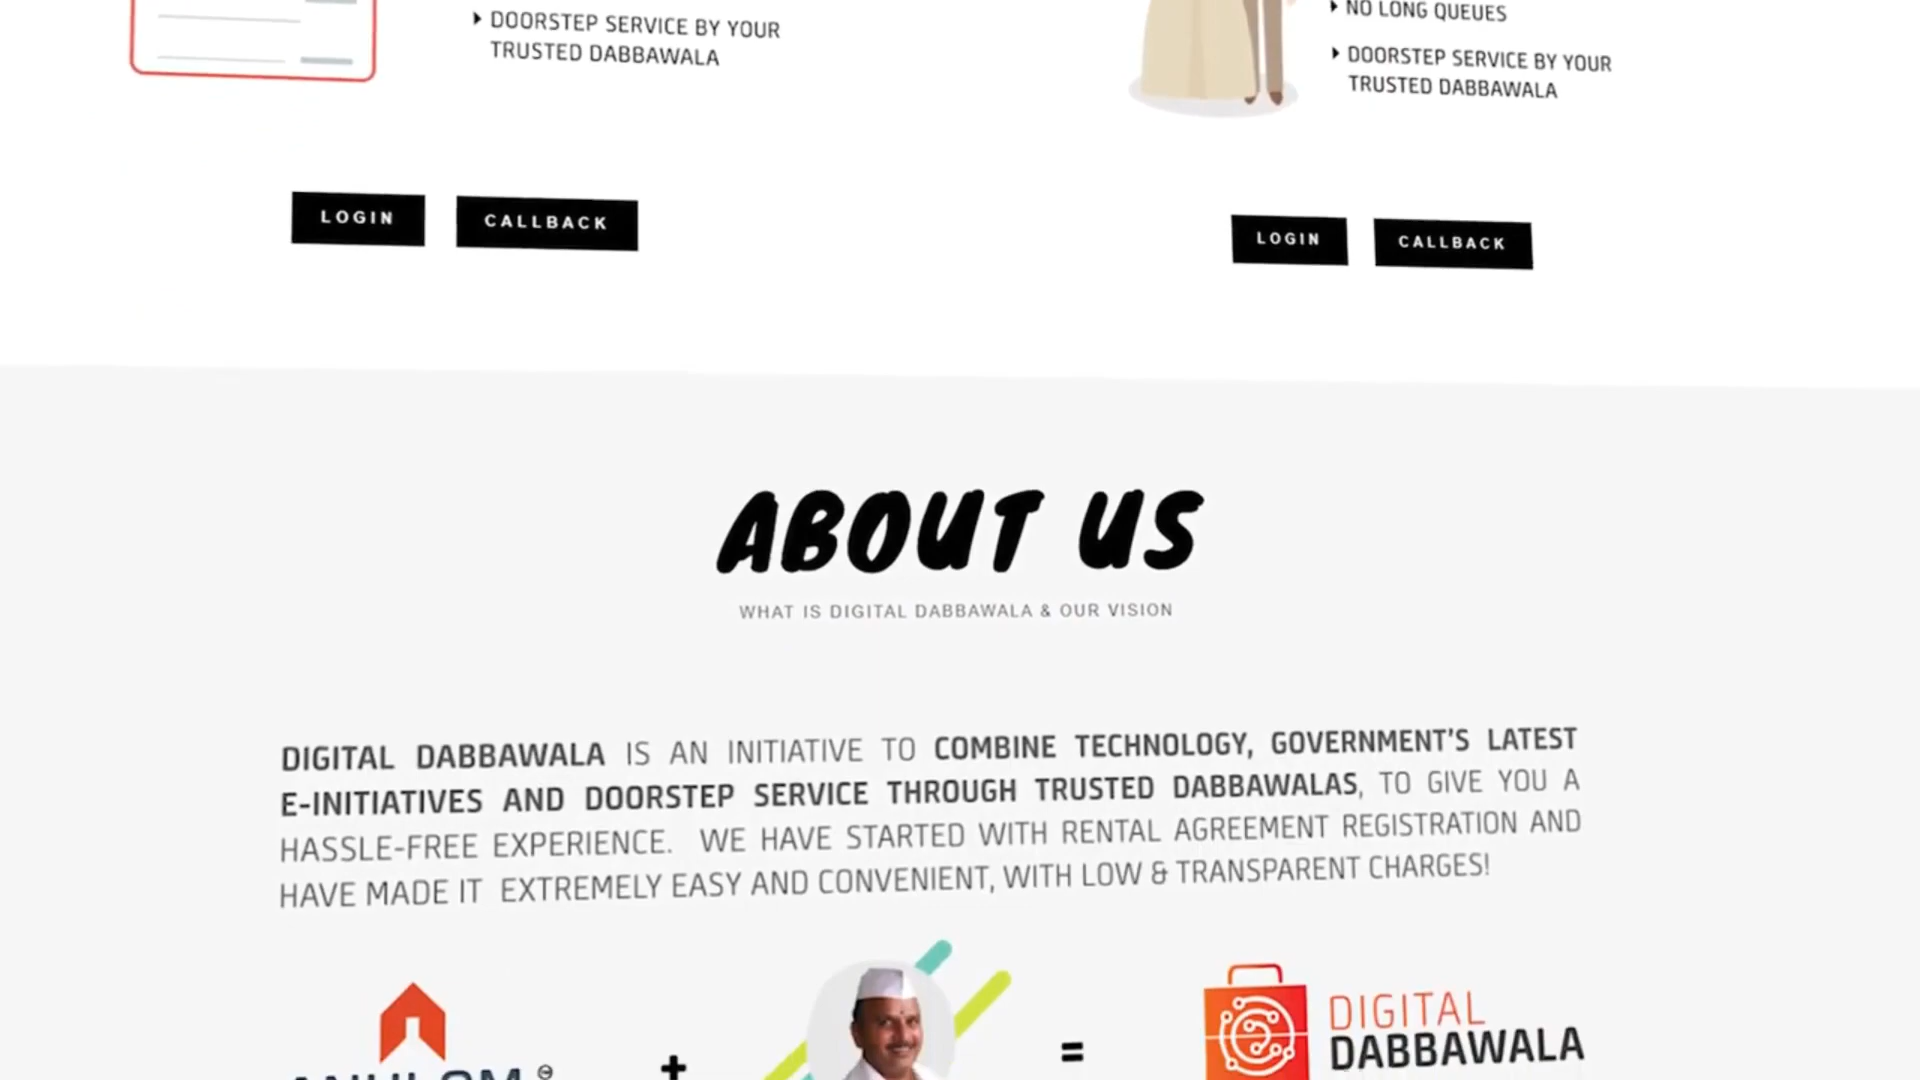 DOORSTEP SERVICE BY YOUR
TRUSTED DABBAWALA
NO LONG QUEUES
DOORSTEP SERVICE BY YOUR
TRUSTED DABBAWALA
LOGIN
CALLBACK
LOGIN
CALLBACK
ABOUT US
WHAT IS DIGITAL DABBAWALA & OUR VISION
DIGITAL DABBAWALA IS AN INITIATIVE TO COMBINE TECHNOLOGY, GOVERNMENT'S LATEST
E-INITIATIVES AND DOORSTEP SERVICE THROUGH TRUSTED DABBAWALAS, TO GIVE YOU A
HASSLE-FREE EXPERIENCE. WE HAVE STARTED WITH RENTAL AGREEMENT REGISTRATION AND
HAVE MADE IT EXTREMELY EASY AND CONVENIENT, WITH LOW & TRANSPARENT CHARGES!
+
=
DIGITAL
DABBAWALA